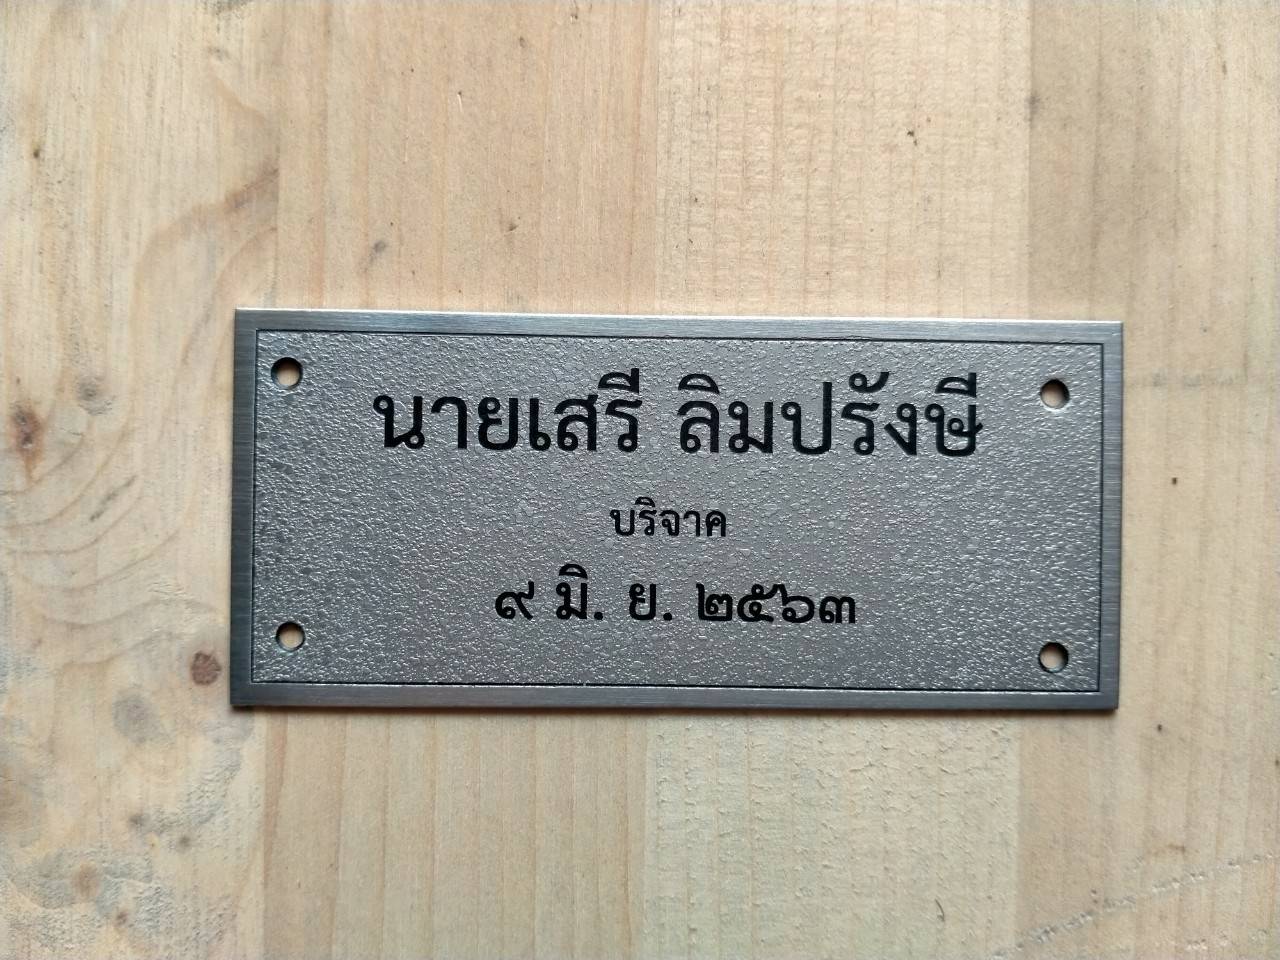 นายเสรี ลิมปรังษี
บริจาค
๙ มิ. ย. ๒๕๖๓